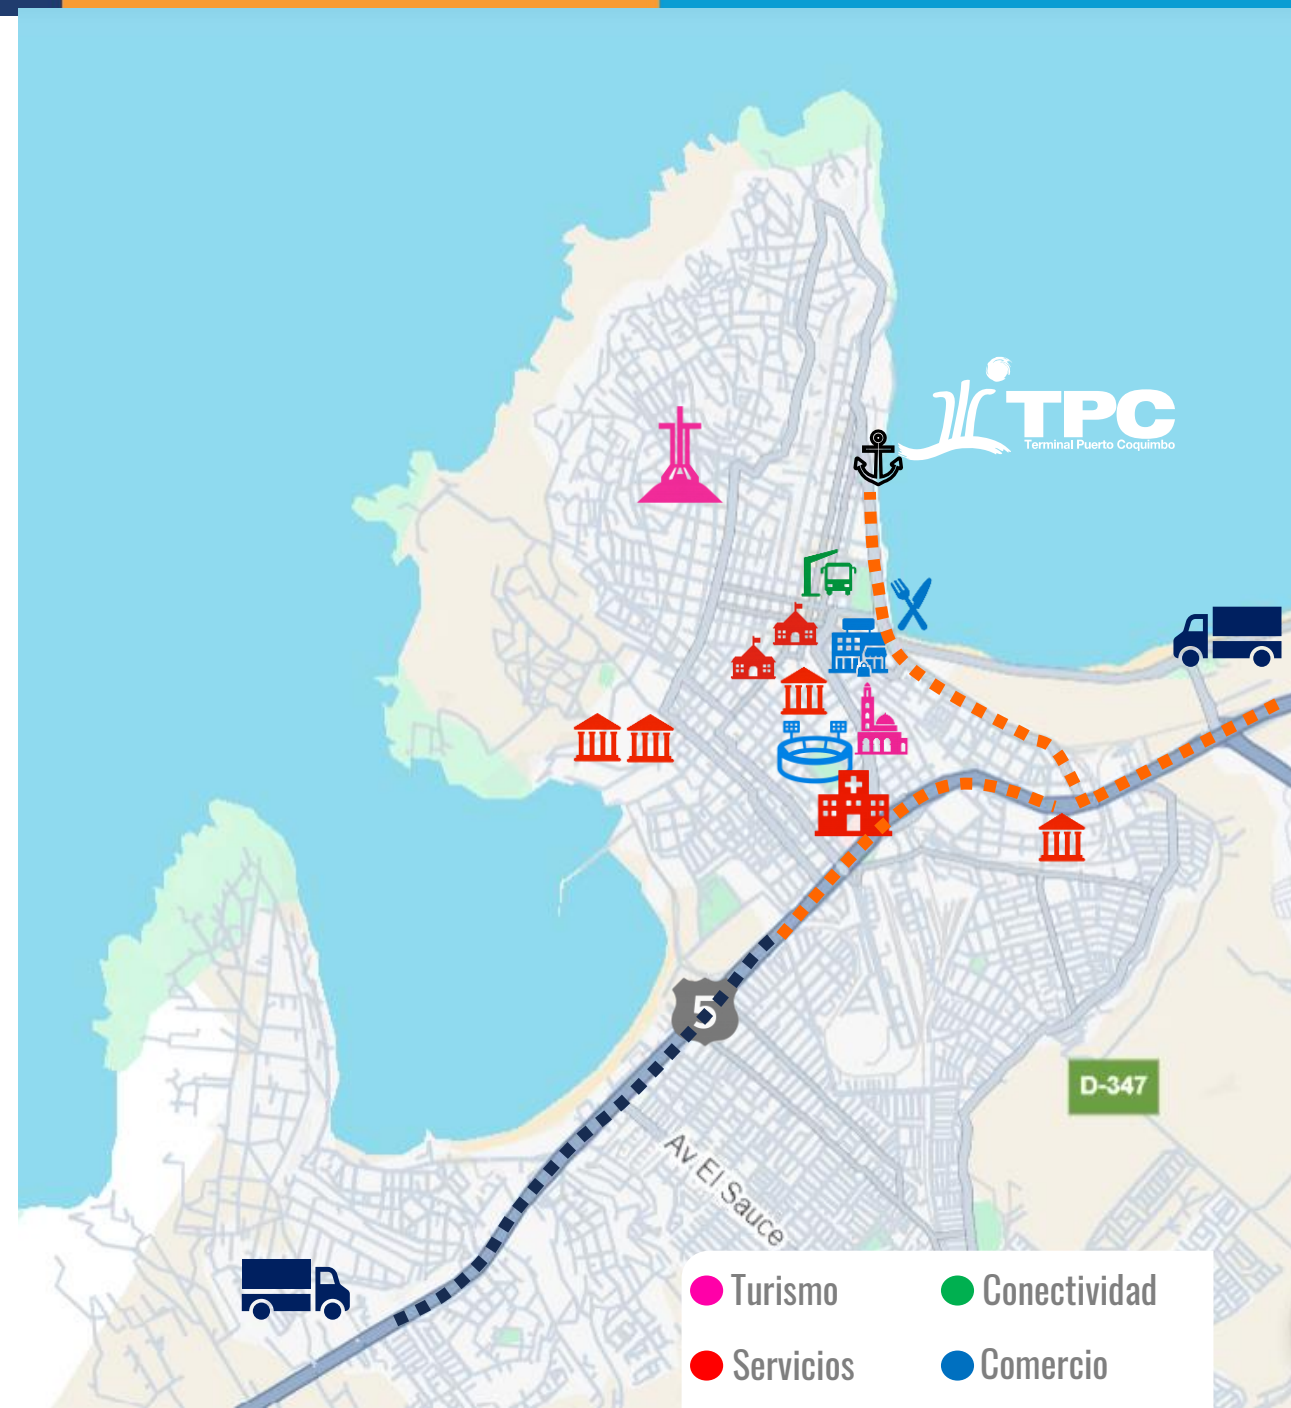 TPC
Terminal Puerto Coquimbo
5
D-347
Av El Sauce
Turismo
Conectividad
Servicios
Comercio